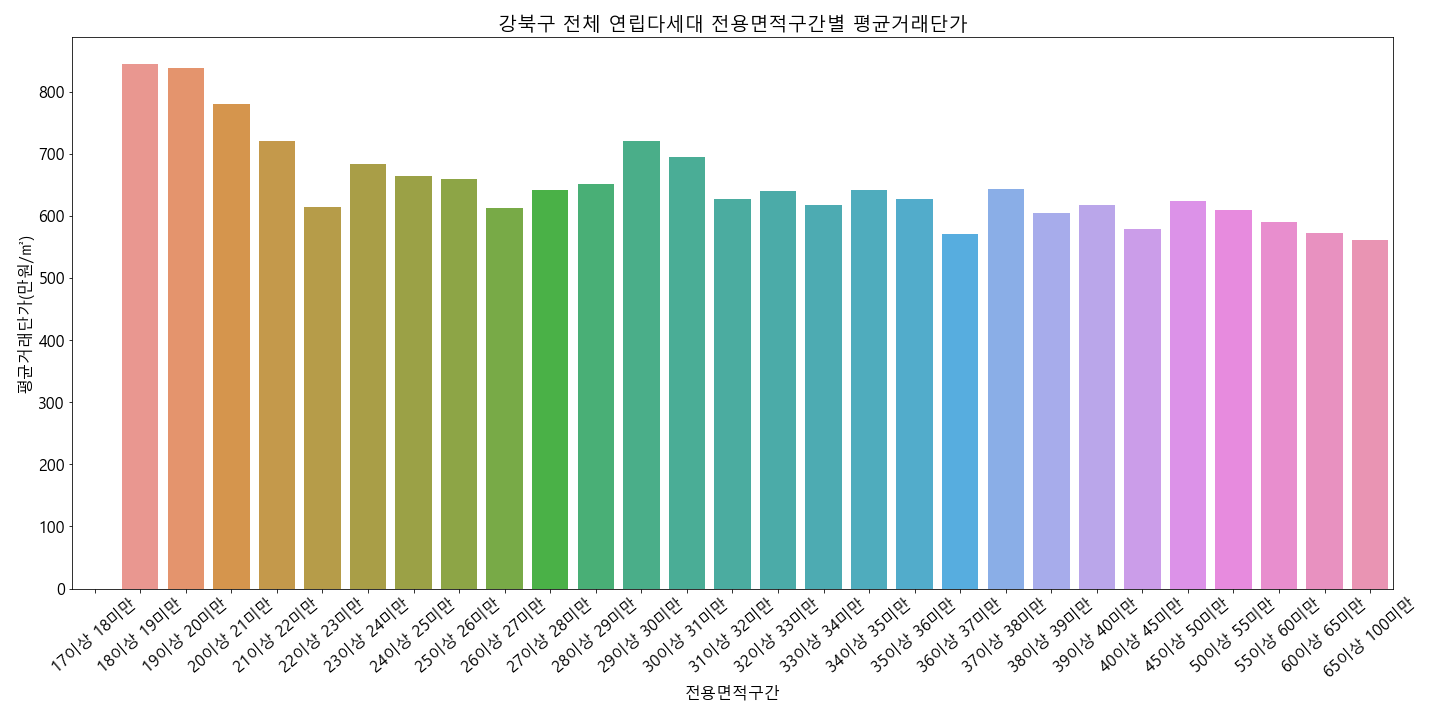 강북구 전체 연립다세대 전용면적구간별 평균거래단가
평균거래단가(만원/㎡)
800
700
600
500
400
300
200
100
0
17이상 18미만
18이상 19미만
19이상 20미만
20이상 21미만
21이상 22미만
22이상 23미만
23이상 24미만
24이상 25미만
25이상 26미만
26이상 27미만
27이상 28미만
28이상 29미만
29이상 30미만
30이상 31미만
31이상 32미만
32이상 33미만
33이상 34미만
34이상 35미만
35이상 36미만
36이상 37미만
37이상 38미만
38이상 39미만
39이상 40미만
40이상 45미만
45이상 50미만
50이상 55미만
55이상 60미만
60이상 65미만
65이상 100미만
전용면적구간